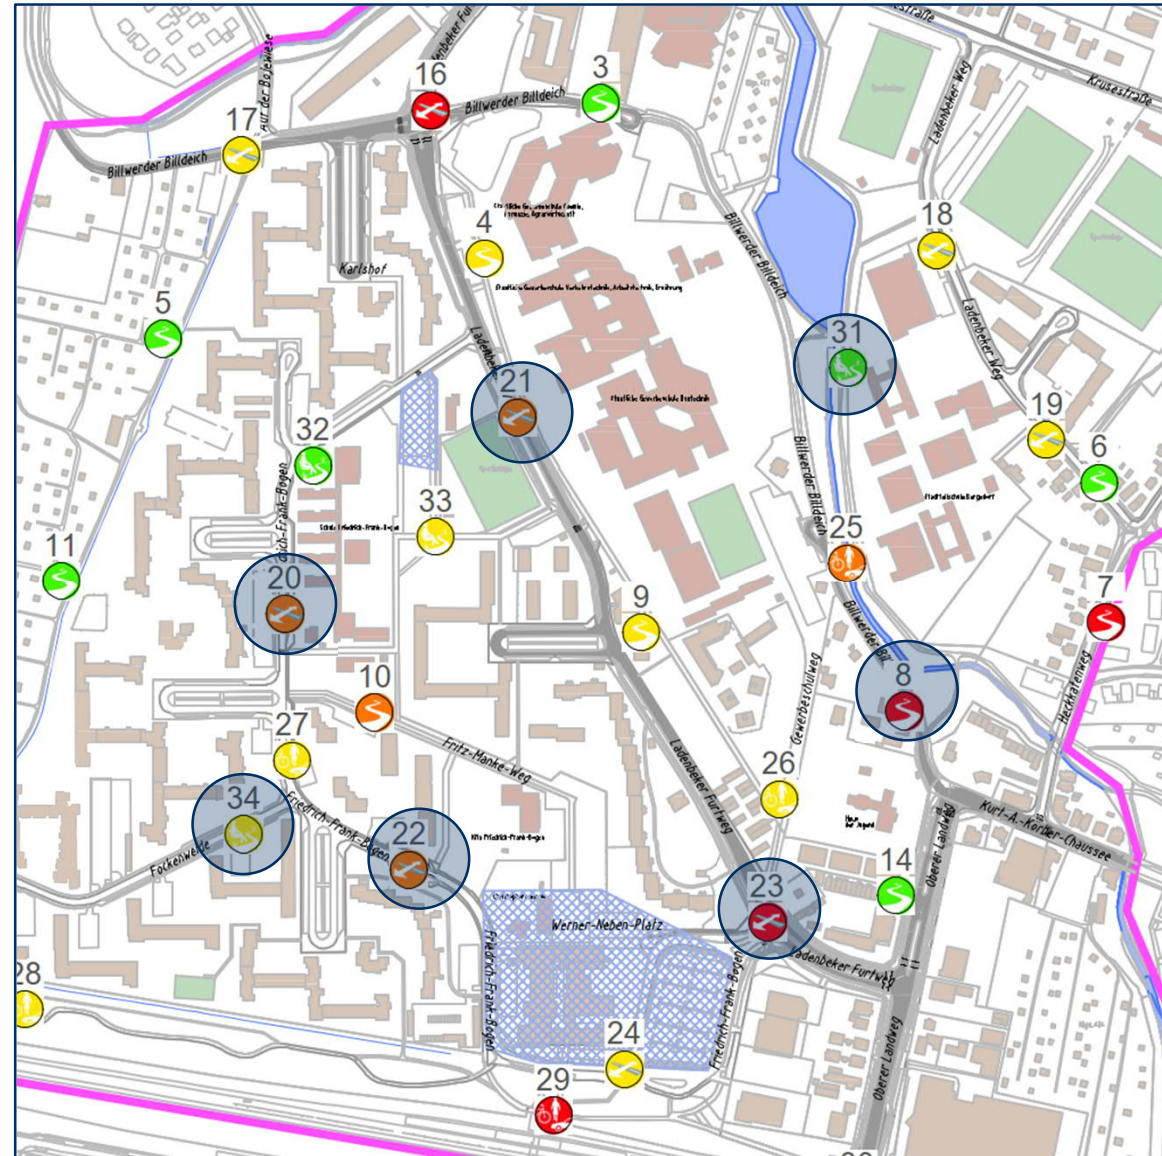 16
3
17
Auf der Bojewiese
Billwerder Billdeich
Billwerder Billdeich
Ladenbeker Weg
Krusestraße
4
18
Karlshof
Billwerder Billdeich
5
31
21
Ladenbeker Weg
19
6
32
33
Billwerder Billdeich
25
11
20
9
7
8
10
Gewerbeschulweg
Heckkatenweg
27
Fritz-Manke-Weg
Ladenbeker Furtweg
26
34
Friedrich-Frank-Bogen
22
Kita Friedrich-Frank-Bogen
Haus
der Jugend
Kurt-A.-Körber-Chaussee
Fockenweide
14
Oberer Landweg
23
Werner-Neben-Platz
Ladenbeker Furtweg
28
Friedrich-Frank-Bogen
Friedrich-Frank-Bogen
24
Oberer Landweg
29